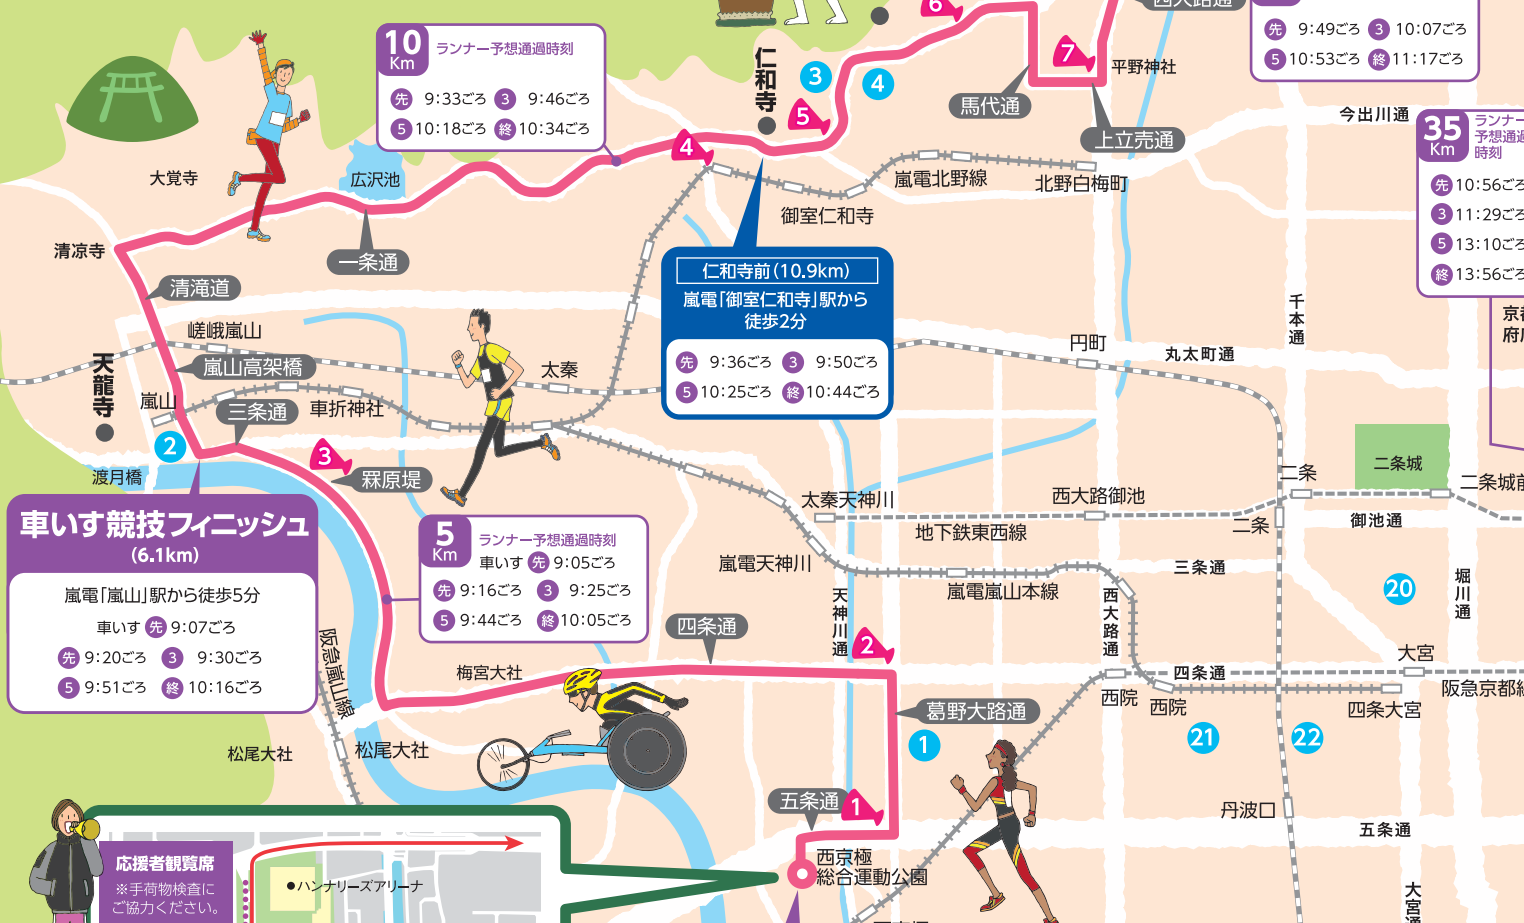 6
西大路通
先 9:49ごろ 3 10:07ごろ
5 10:53ごろ 終 11:17ごろ
10
Km
ランナー予想通過時刻
先 9:33ごろ 3 9:46ごろ
5 10:18ごろ 終 10:34ごろ
仁和寺
3
4
5
7
平野神社
馬代通
上立売通
今出川通
35
Km
ランナー
予想通過
時刻
先 10:56ごろ
3 11:29ごろ
5 13:10ごろ
終 13:56ごろ
4
大覚寺
広沢池
嵐電北野線
北野白梅町
御室仁和寺
清凉寺
一条通
清滝道
仁和寺前(10.9km)
嵐電「御室仁和寺」駅から
徒歩2分
先 9:36ごろ 3 9:50ごろ
5 10:25ごろ 終 10:44ごろ
千本通
京都
府庁
嵯峨嵐山
嵐山高架橋
太秦
円町
丸太町通
天龍寺
嵐山
三条通
車折神社
2
3
罧原堤
渡月橋
二条城
二条
二条城前
太秦天神川
西大路御池
地下鉄東西線
二条
御池通
車いす競技フィニッシュ
(6.1km)
嵐電「嵐山」駅から徒歩5分
車いす 先 9:07ごろ
先 9:20ごろ 3 9:30ごろ
5 9:51ごろ 終 10:16ごろ
5
Km
ランナー予想通過時刻
車いす 先 9:05ごろ
先 9:16ごろ 3 9:25ごろ
5 9:44ごろ 終 10:05ごろ
嵐電天神川
嵐電嵐山本線
三条通
西大路通
天神川通
堀川通
20
四条通
2
梅宮大社
阪急嵐山線
大宮
四条通
西院
西院
四条大宮
阪急京都線
葛野大路通
1
21
22
松尾大社
松尾大社
五条通
1
丹波口
五条通
西京極
総合運動公園
大宮通
応援者観覧席
※手荷物検査に
ご協力ください。
ハンナリーズアリーナ